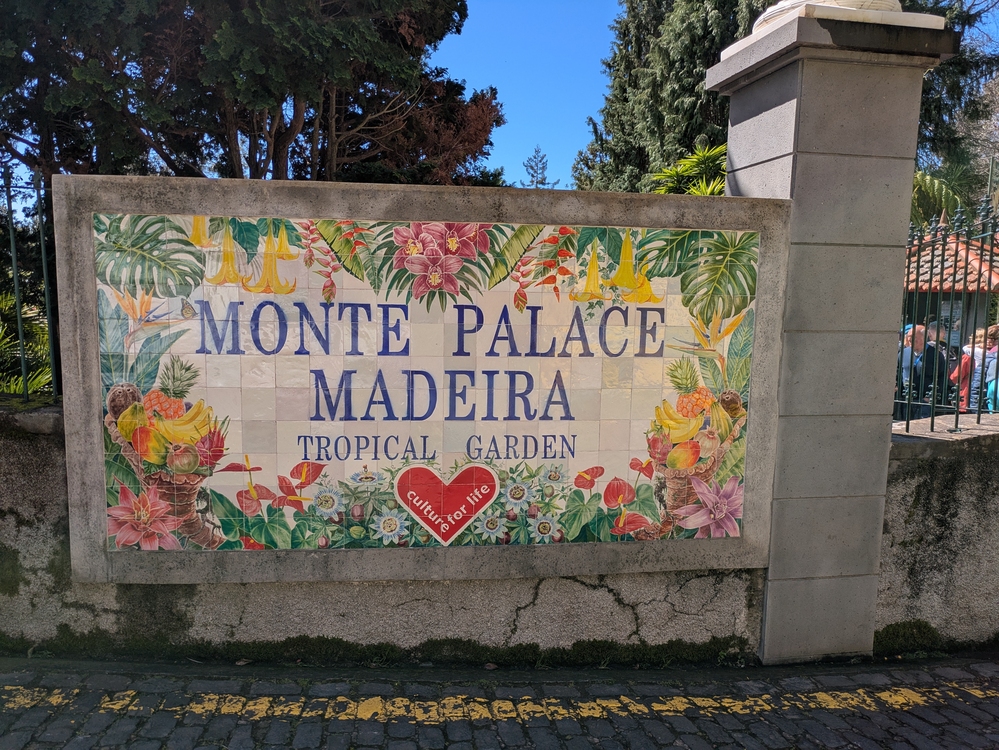 MONTE PALACE
MADEIRA
TROPICAL GARDEN
culture for life